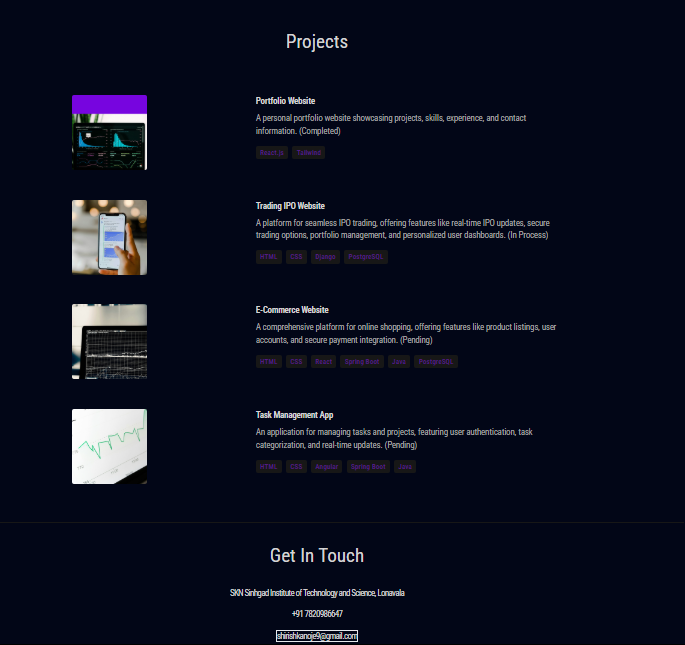 Projects
Portfolio Website
A personal portfolio website showcasing projects, skills, experience, and contact
information. (Completed)
React js Tailwind
Trading IPO Website
A platform for seamless IPO trading, offering features like real-time IPO updates, secure
trading options, portfolio management, and personalized user dashboards. (In Process)
HTML CSS Django PostgreSQL
E-Commerce Website
A comprehensive platform for online shopping, offering features like product listings, user
accounts, and secure payment integration. (Pending)
HTML CSS React Spring Boot Java PostgreSQL
Task Management App
An application for managing tasks and projects, featuring user authentication, task
categorization, and real-time updates. (Pending)
HTML CSS Angular Spring Boot Java
Get In Touch
SKN Sinhgad Institute of Technology and Science, Lonavala
+91 7820986647
shirishkanoje9@gmail.com